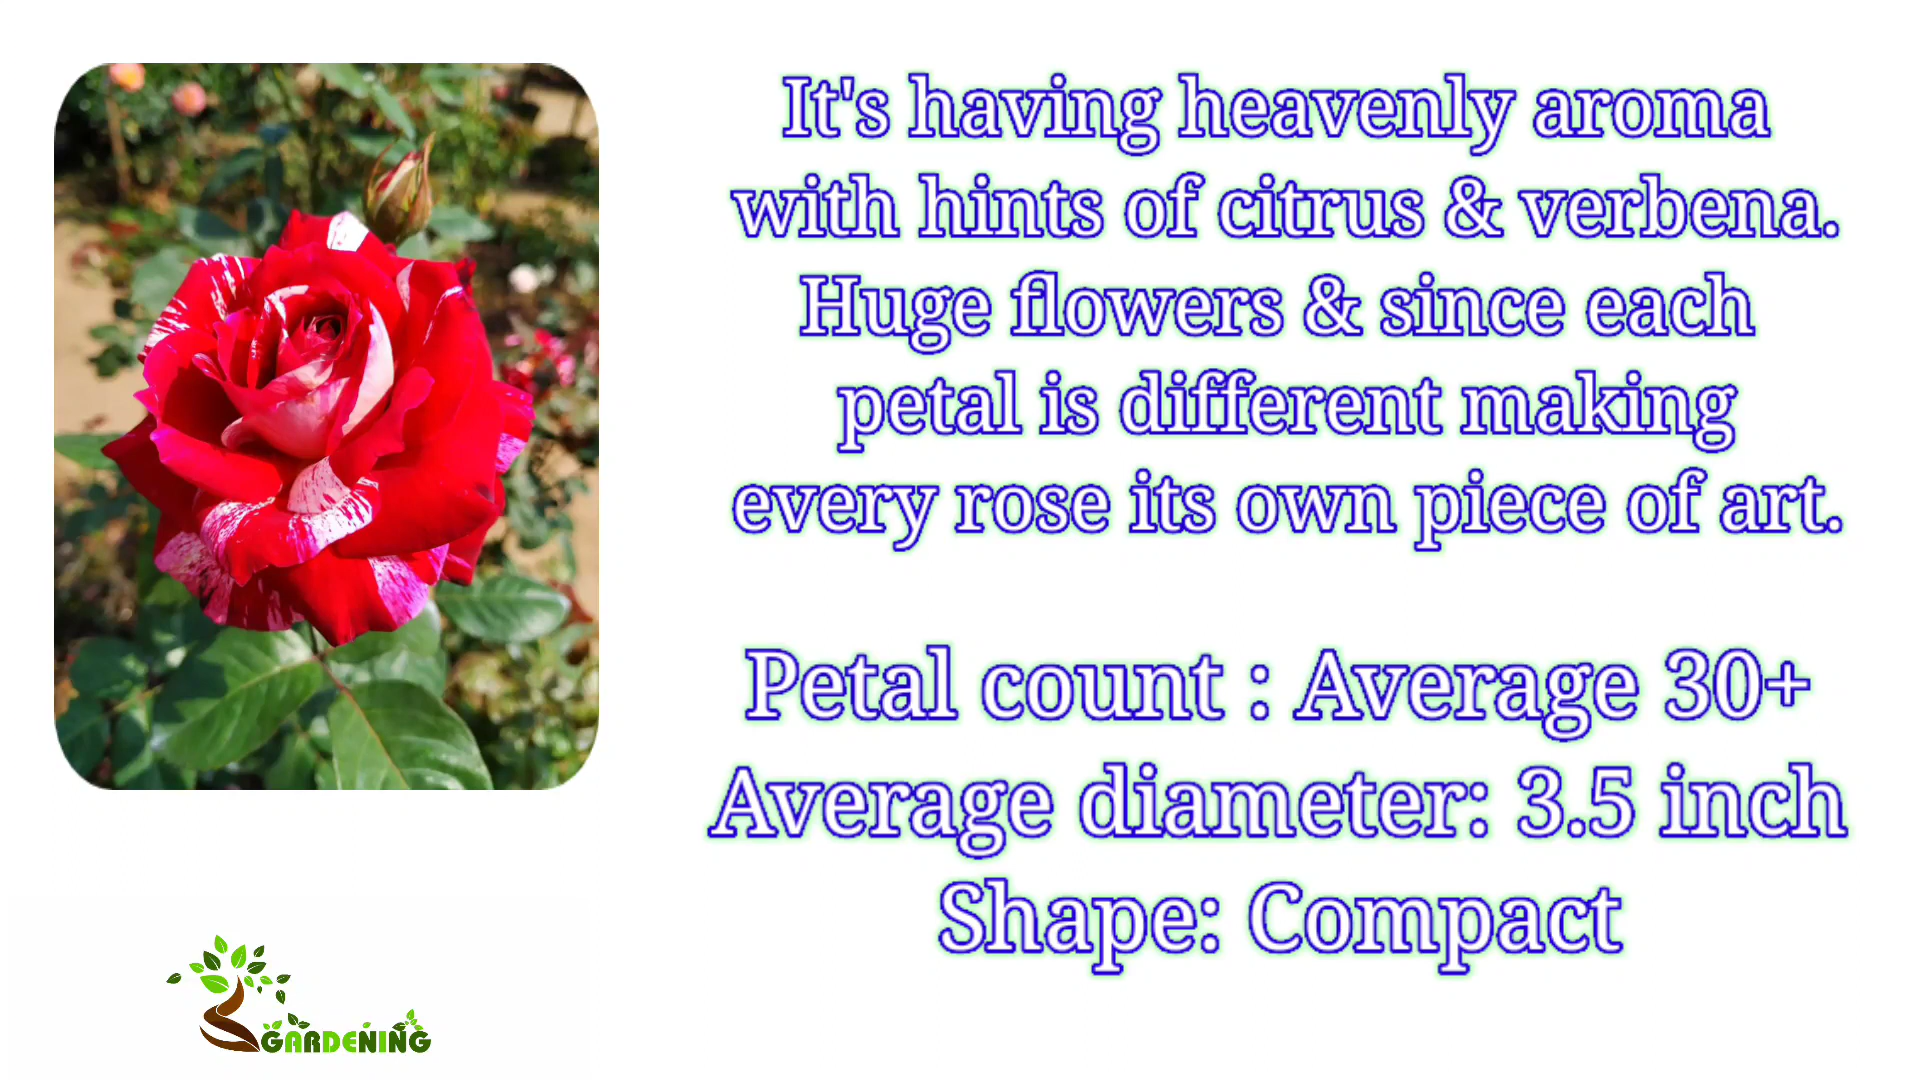 It's having heavenly aroma
with hints of citrus & verbena.
Huge flowers & since each
petal is different making
every rose its own piece of art.
Petal count : Average 30+
Average diameter: 3.5 inch
Shape: Compact
GARDENING